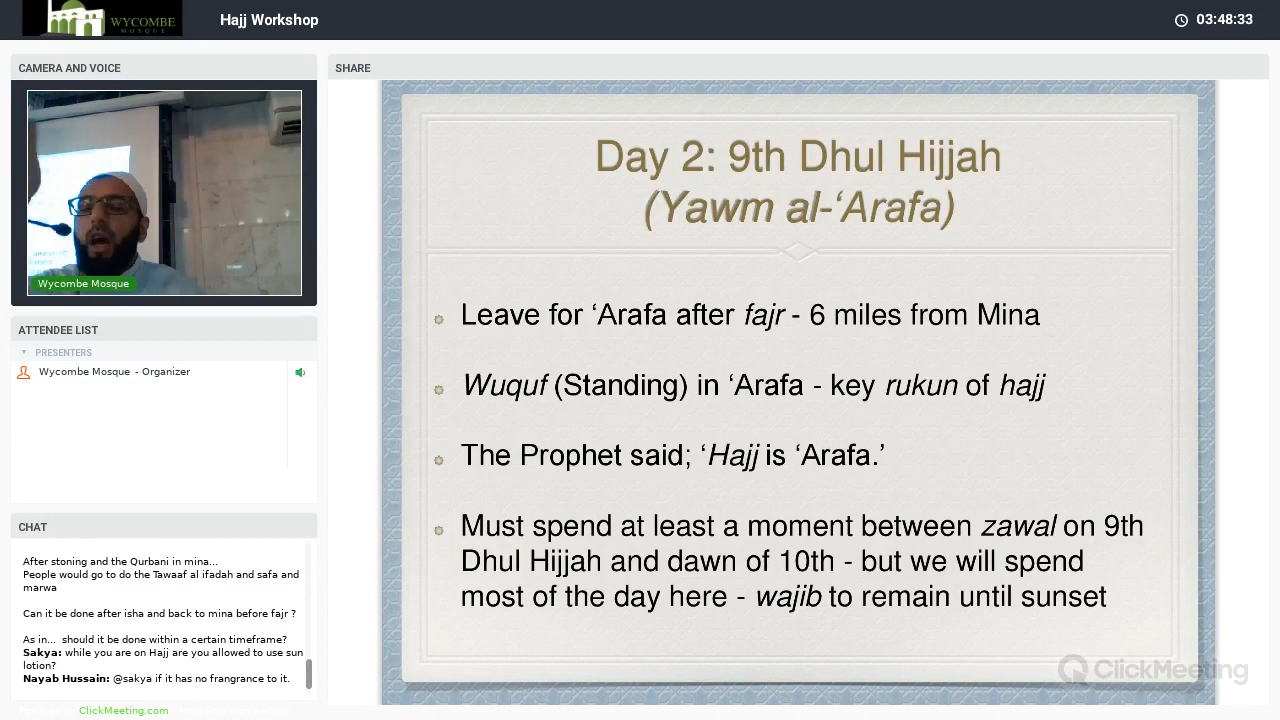 WYCOMBE
MOSQUE
Hajj Workshop
03:48:33
CAMERA AND VOICE
Wycombe Mosque
ATTENDEE LIST
PRESENTERS
Wycombe Mosque - Organizer
CHAT
After stoning and the Qurbani in mina...
People would go to do the Tawaaf al ifadah and safa and
marwa
Can it be done after isha and back to mina before fajr ?
As in... should it be done within a certain timeframe?
Sakya: while you are on Hajj are you allowed to use sun
lotion?
Nayab Hussain: @sakya if it has no frangrance to it.
ClickMeeting.com
SHARE
Day 2: 9th Dhul Hijjah
(Yawm al-‘Arafa)
Leave for ‘Arafa after fajr - 6 miles from Mina
Wuquf (Standing) in ‘Arafa - key rukun of hajj
The Prophet said; ‘Hajj is ‘Arafa.’
Must spend at least a moment between zawal on 9th
Dhul Hijjah and dawn of 10th - but we will spend
most of the day here - wajib to remain until sunset
ClickMeeting